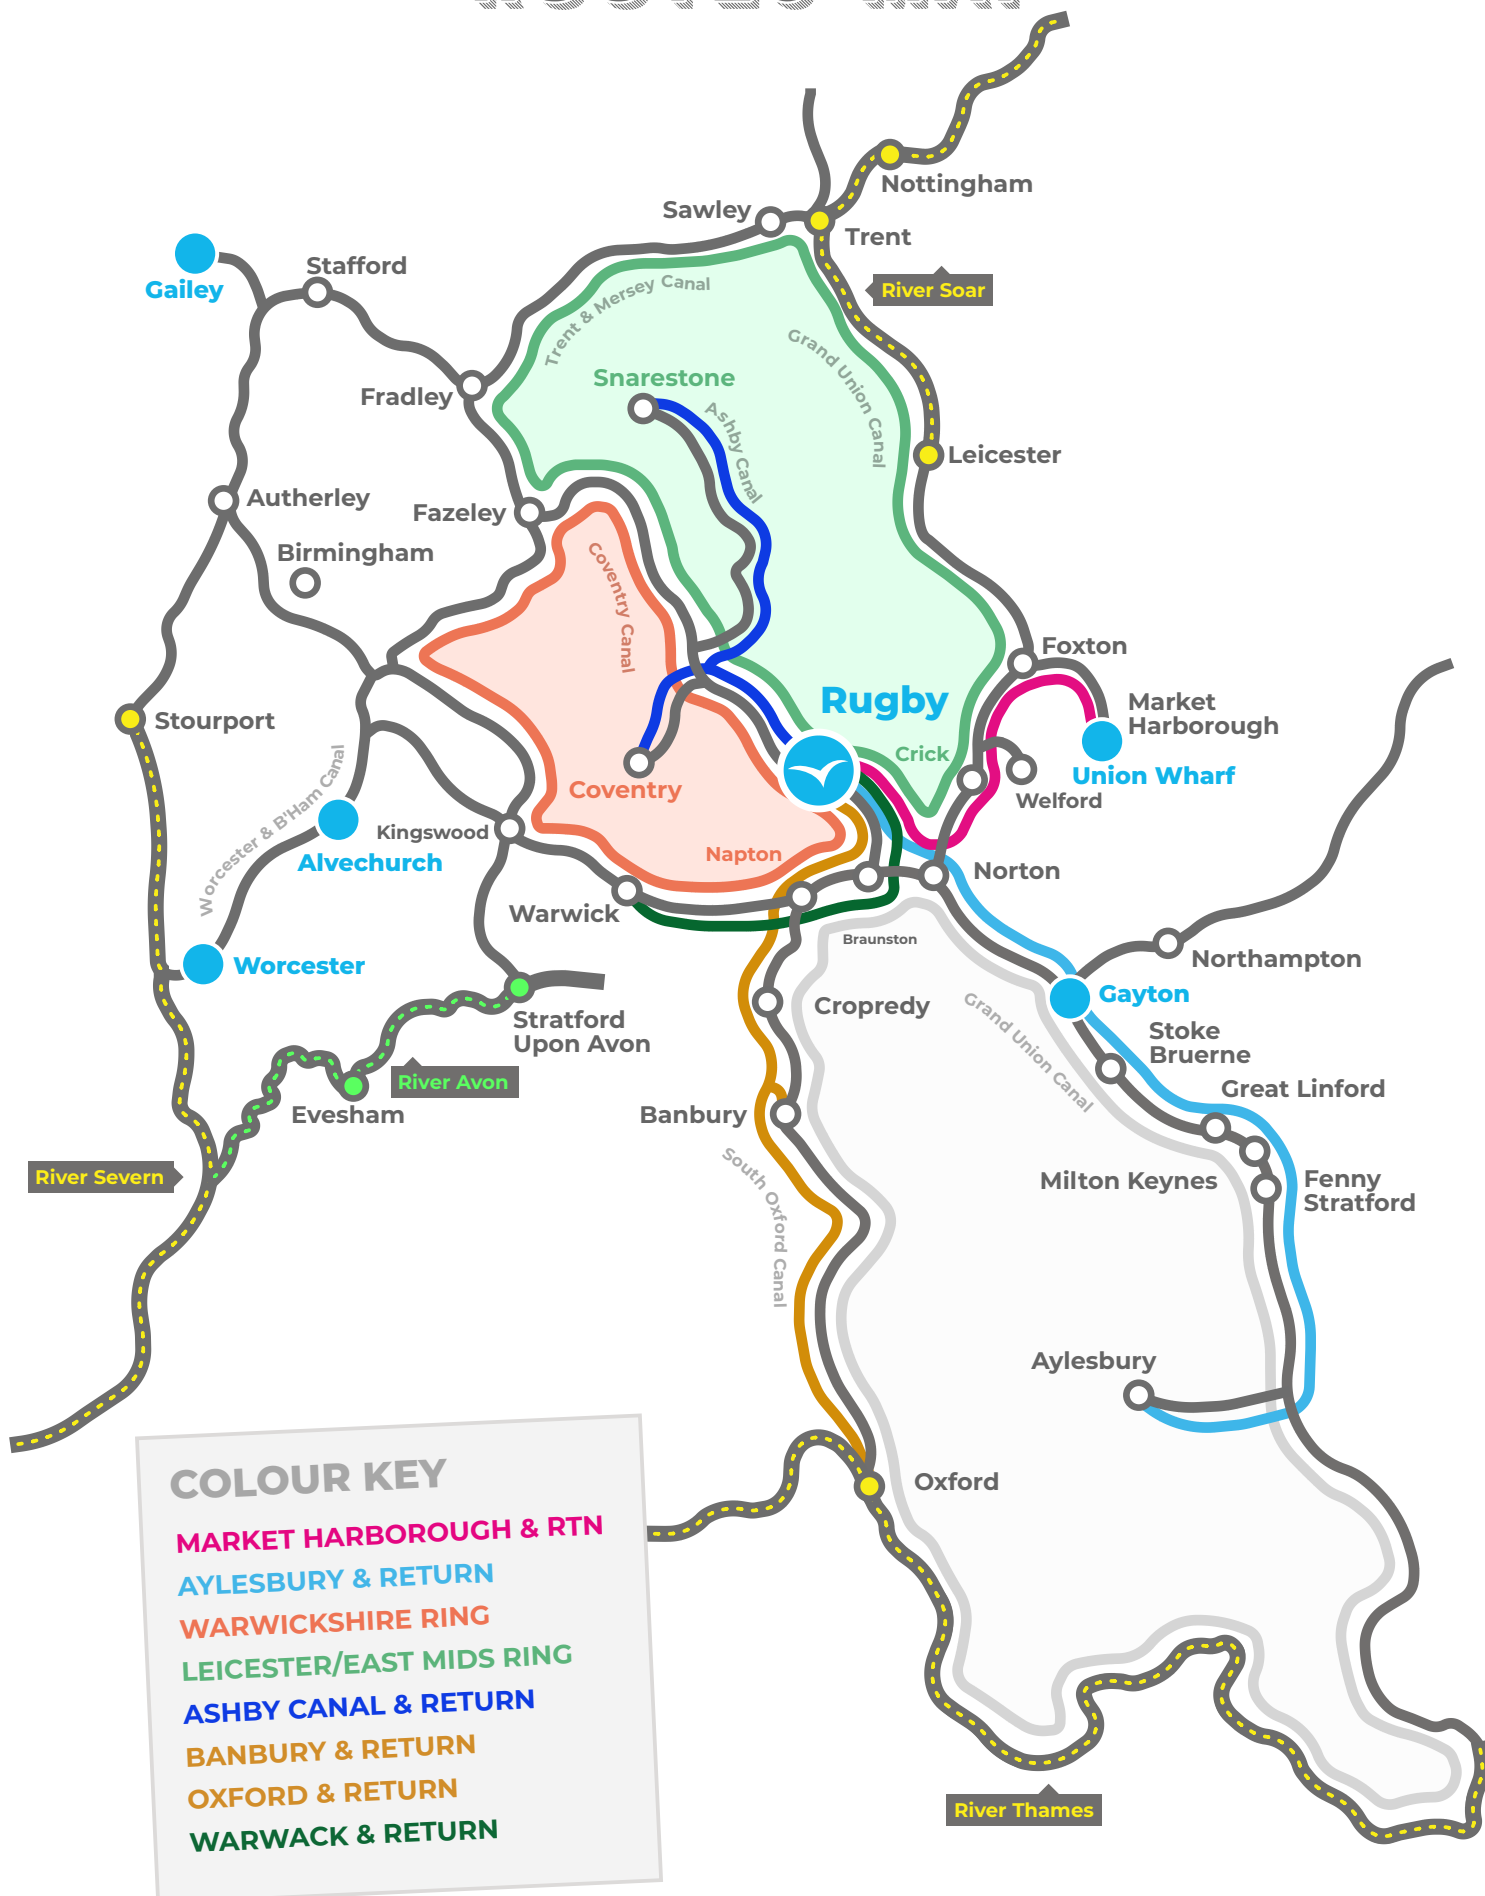 Nottingham
Sawley
Trent
River Soar
Stafford
Gailey
Trent & Mersey Canal
Grand Union Canal
Snarestone
Ashby Canal
Fradley
Leicester
Autherley
Fazeley
Birmingham
Coventry Canal
Foxton
Rugby
Market
Harborough
Stourport
Crick
Union Wharf
Welford
Worcester & B'Ham Canal
Coventry
Kingswood
Alvechurch
Napton
Norton
Warwick
Braunston
Northampton
Worcester
Gayton
Cropredy
Grand Union Canal
Stratford
Upon Avon
Stoke
Bruerne
River Avon
Great Linford
Evesham
Banbury
River Severn
South Oxford Canal
Milton Keynes
Fenny
Stratford
Aylesbury
Oxford
COLOUR KEY
MARKET HARBOROUGH & RTN
AYLESBURY & RETURN
WARWICKSHIRE RING
LEICESTER/EAST MIDS RING
ASHBY CANAL & RETURN
BANBURY & RETURN
OXFORD & RETURN
WARWACK & RETURN
River Thames